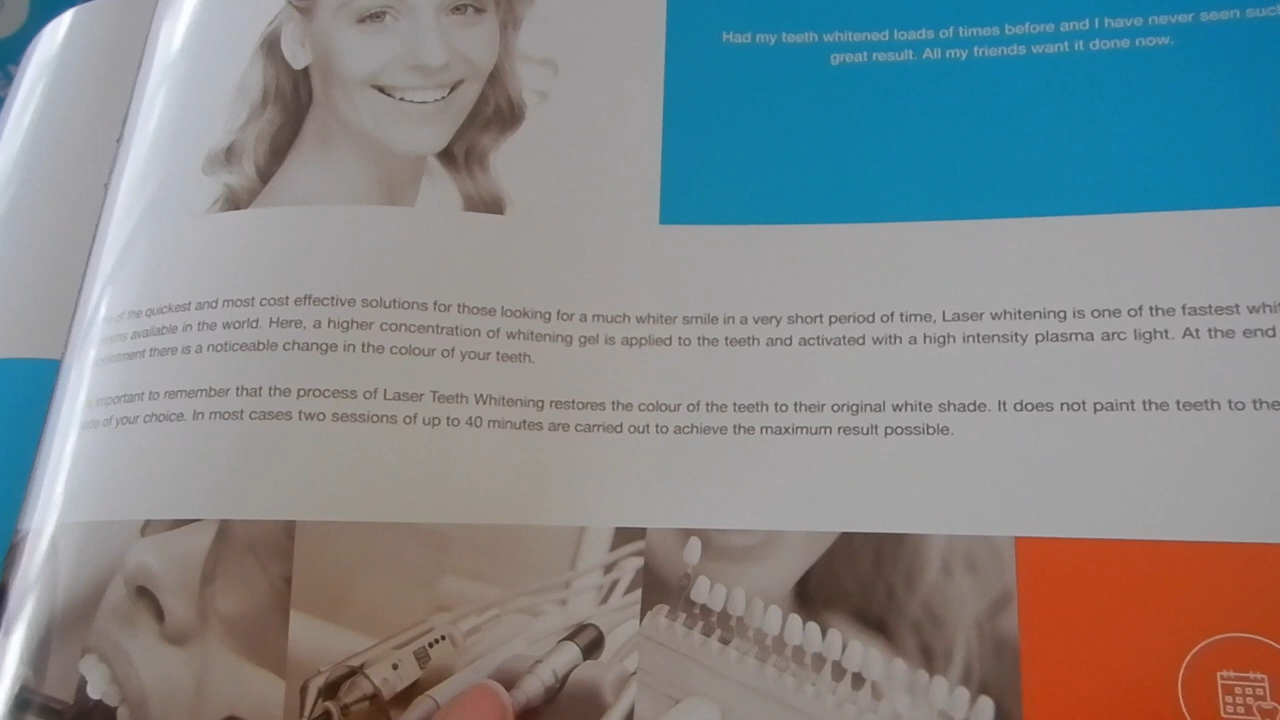 Had my teeth whitened loads of times before and I have never seen such
great result. All my friends want it done now.
of the quickest and most cost effective solutions for those looking for a much whiter smile in a very short period of time, Laser whitening is one of the fastest
available in the world. Here, a higher concentration of whitening gel is applied to the teeth and activated with a high intensity plasma arc light. At the end
there is a noticeable change in the colour of your teeth.
important to remember that the process of Laser Teeth Whitening restores the colour of the teeth to their original white shade. It does not paint the teeth to the
of your choice. In most cases two sessions of up to 40 minutes are carried out to achieve the maximum result possible.